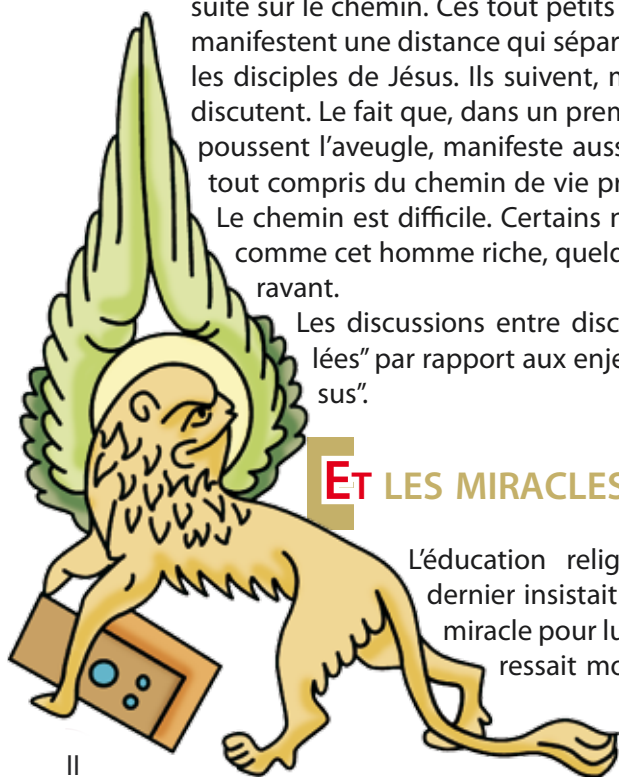 suite sur le chemin. Ces tout petits
manifestent une distance qui sépar
les disciples de Jésus. Ils suivent, m
discutent. Le fait que, dans un prem
poussent l'aveugle, manifeste auss
tout compris du chemin de vie pr
Le chemin est difficile. Certains n
comme cet homme riche, quelq
ravant.
Les discussions entre disc
lées” par rapport aux enje
sus”.
ET LES MIRACLES
L'éducation relig
dernier insistait
miracle pour lu
ressait mo
II